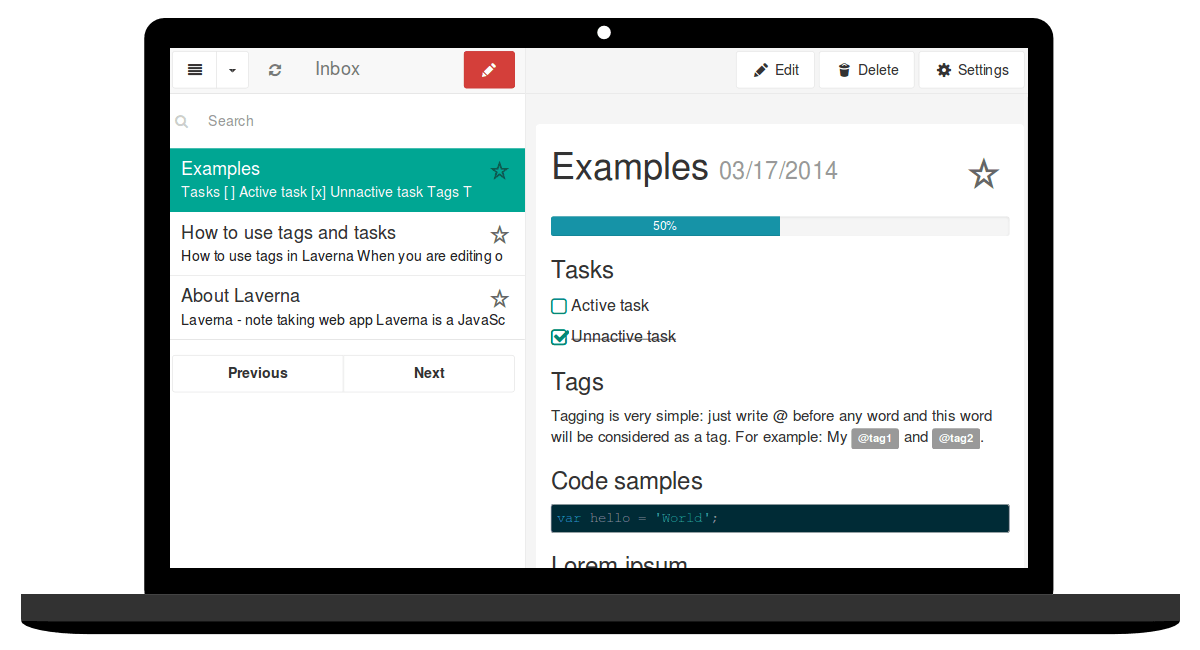 Inbox
Edit
Delete
Settings
Search
Examples
Tasks [ ] Active task [x] Unnactive task Tags T
How to use tags and tasks
How to use tags in Laverna When you are editing o
About Laverna
Laverna - note taking web app Laverna is a JavaSc
Previous
Next
Examples 03/17/2014
50%
Tasks
Active task
Unnactive task
Tags
Tagging is very simple: just write @ before any word and this word
will be considered as a tag. For example: My @tag1 and @tag2.
Code samples
var hello = 'World';
Lorem ipsum